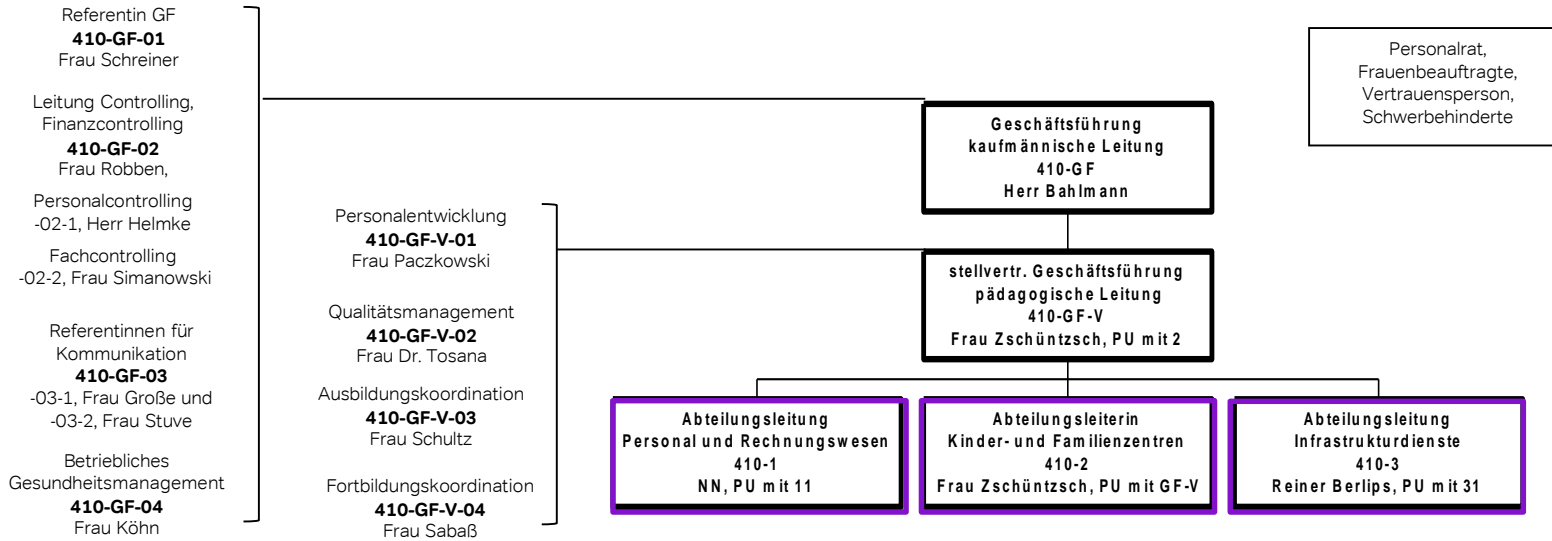 Referentin GF
410-GF-01
Frau Schreiner
Leitung Controlling,
Finanzcontrolling
410-GF-02
Frau Robben,
Personalcontrolling
-02-1, Herr Helmke
Fachcontrolling
-02-2, Frau Simanowski
Referentinnen für
Kommunikation
410-GF-03
-03-1, Frau Große und
-03-2, Frau Stuve
Betriebliches
Gesundheitsmanagement
410-GF-04
Frau Köhn
Personalentwicklung
410-GF-V-01
Frau Paczkowski
Qualitätsmanagement
410-GF-V-02
Frau Dr. Tosana
Ausbildungskoordination
410-GF-V-03
Frau Schultz
Fortbildungskoordination
410-GF-V-04
Frau Sabaß
Geschäftsführung
kaufmännische Leitung
410-GF
Herr Bahlmann
stellvertr. Geschäftsführung
pädagogische Leitung
410-GF-V
Frau Zschüntzsch, PU mit 2
Abteilungsleitung
Personal und Rechnungswesen
410-1
NN, PU mit 11
Abteilungsleiterin
Kinder- und Familienzentren
410-2
Frau Zschüntzsch, PU mit GF-V
Abteilungsleitung
Infrastrukturdienste
410-3
Reiner Berlips, PU mit 31
Personalrat,
Frauenbeauftragte,
Vertrauensperson,
Schwerbehinderte